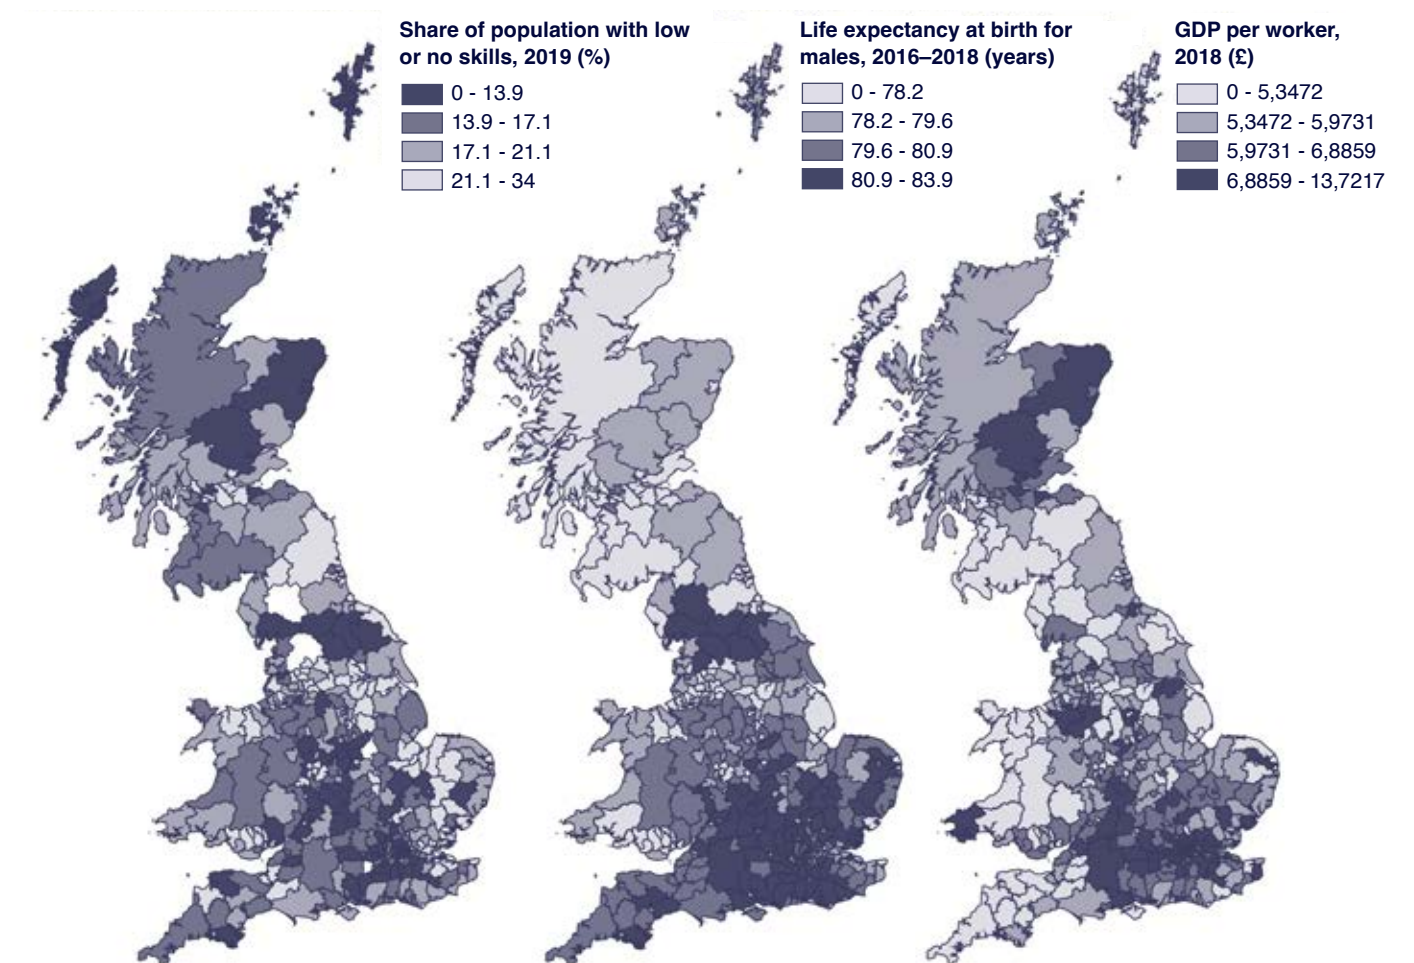 Share of population with low
or no skills, 2019 (%)
0 - 13.9
13.9 - 17.1
17.1 - 21.1
21.1 - 34
Life expectancy at birth for
males, 2016–2018 (years)
0 - 78.2
78.2 - 79.6
79.6 - 80.9
80.9 - 83.9
GDP per worker,
2018 (£)
0 - 5,3472
5,3472 - 5,9731
5,9731 - 6,8859
6,8859 - 13,7217